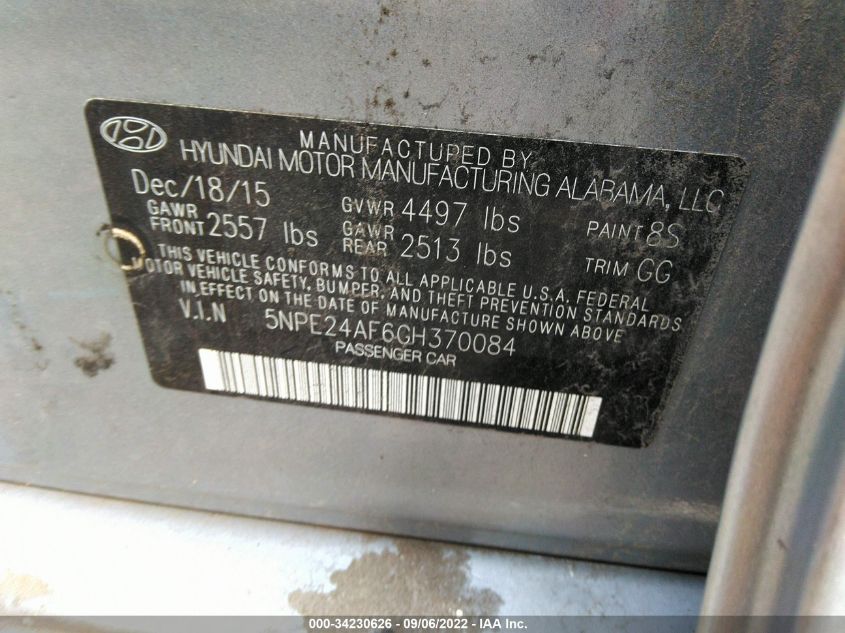 MANUFACTURED BY
HYUNDAI MOTOR MANUFACTURING ALABAMA, LLC
Dec/18/15 GVWR 4497 lbs PAINT 8S
GAWR FRONT 2557 lbs GAWR REAR 2513 lbs TRIM GG
THIS VEHICLE CONFORMS TO ALL APPLICABLE U.S.A. FEDERAL
MOTOR VEHICLE SAFETY, BUMPER, AND THEFT PREVENTION STANDARDS
IN EFFECT ON THE DATE OF MANUFACTURE SHOWN ABOVE
V.I.N 5NPE24AF6GH370084
PASSENGER CAR
000-34230626 - 09/06/2022 - IAA Inc.